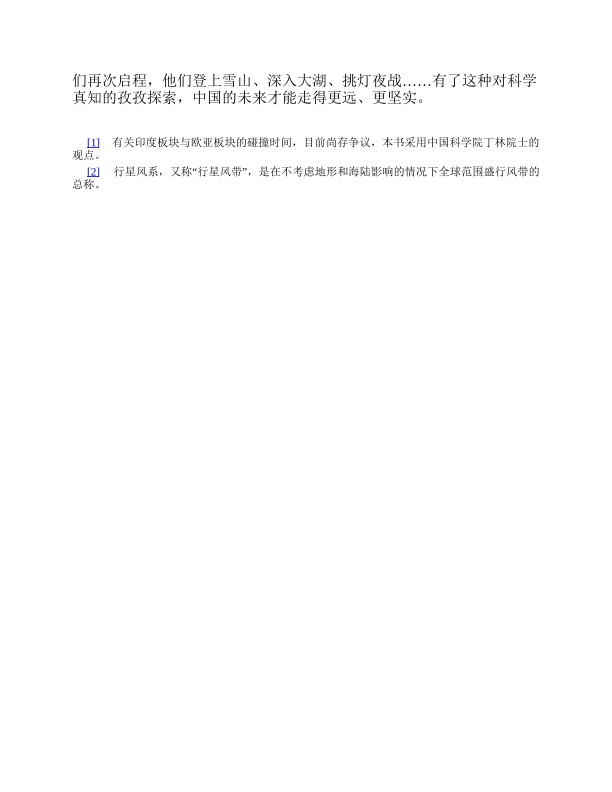 们再次启程，他们登上雪山、深入大湖、挑灯夜战……有了这种对科学
真知的孜孜探索，中国的未来才能走得更远、更坚实。
[1] 有关印度板块与欧亚板块的碰撞时间，目前尚存争议，本书采用中国科学院丁林院士的
观点。
[2] 行星风系，又称“行星风带”，是在不考虑地形和海陆影响的情况下全球范围盛行风带的
总称。